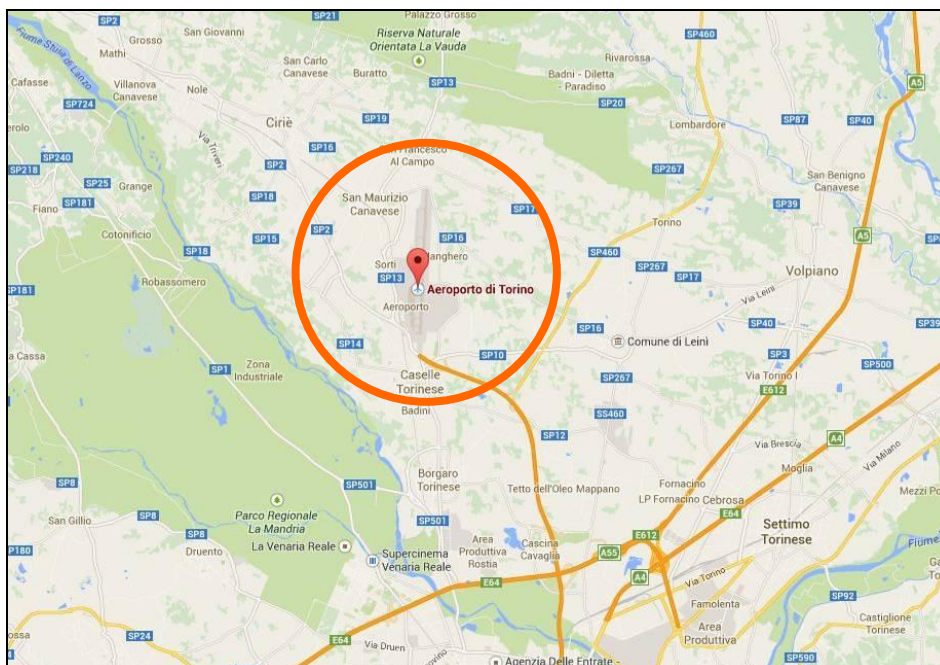 SP2
San Giovanni
SP21
Palazzo Grosso
Grosso
Mathi
Riserva Naturale
Orientata La Vauda
SP460
Fiume Stura di Lanzo
San Carlo
Canavese
Buratto
SP13
Rivarossa
Badni - Diletta
- Paradiso
A5
Cafasse
Villanova
Canavese
Nole
SP724
SP20
Ciriè
SP19
Lombardore
SP87
SP40
Via Triveri
SP16
SP2
San Francesco
Al Campo
SP240
SP218
SP25
Grange
SP267
San Benigno
Canavese
SP181
Fiano
SP18
San Maurizio
Canavese
SP17
SP39
Cotonificio
SP2
SP15
SP16
Torino
SP18
SP460
A5
Sorti
SP13
SP267
SP17
Volpiano
SP181
Robassomero
Aeroporto di Torino
Aeroporto
Via Leini
SP16
SP40
SP39
SP14
Comune di Leinì
La Cassa
SP10
SP3
SP500
Zona
Industriale
SP1
Caselle
Torinese
SP267
Via Torino I
E612
Badini
SS460
SP12
A4
Via Brescia
Via Milano
Borgaro
Torinese
Moglia
SP8
SP501
Tetto dell'Oleo
Mappano
Fornacino
LP Fornacino
Cebrosa
Mezzi Po
Parco Regionale
La Mandria
E64
San Gillio
SP8
SP501
Settimo
Torinese
SP8
Area
Produttiva
Rostia
E612
SP180
Druento
La Venaria Reale
Cascina
Cavaglia
A55
Fiume
Supercinema
Venaria Reale
A4
Via Torino
E64
SP92
Famolenta
Castiglione
Torinese
SP24
E64
Via Druen
Area
Produttiva
Agenzia Delle Entrate -
SP590